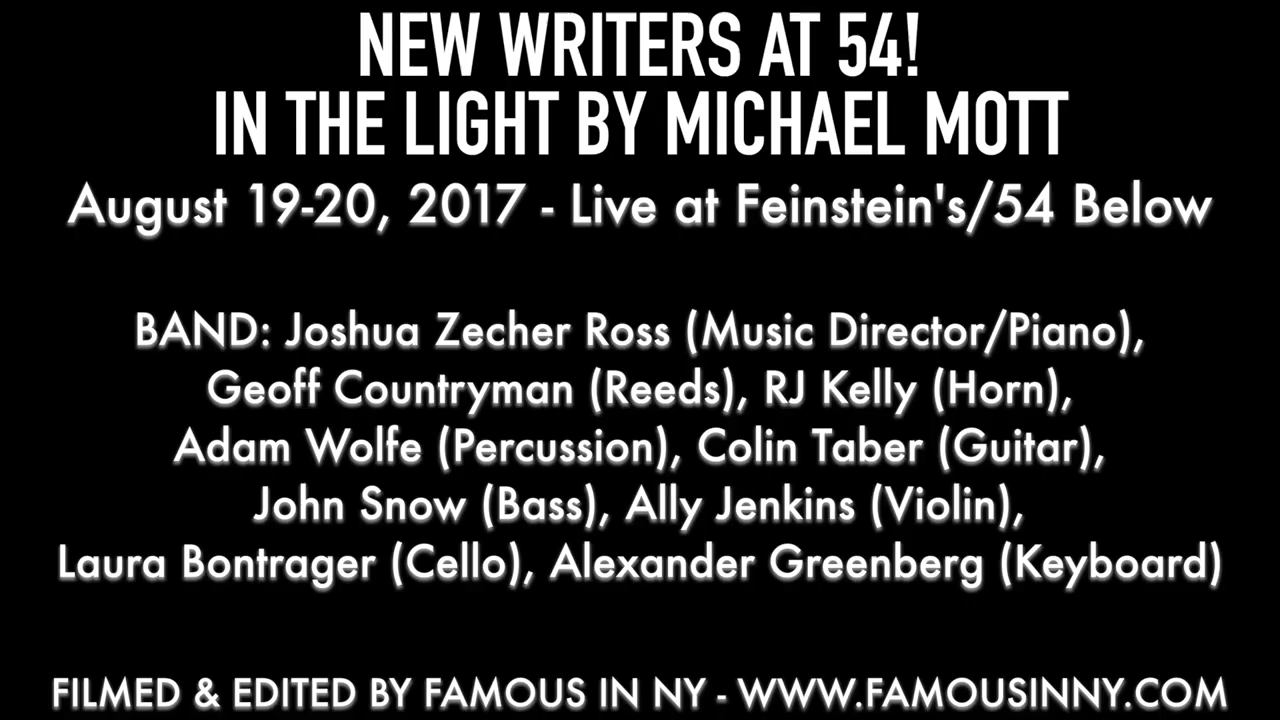 NEW WRITERS AT 54!
IN THE LIGHT BY MICHAEL MOTT
August 19-20, 2017 - Live at Feinstein's/54 Below
BAND: Joshua Zecher Ross (Music Director/Piano),
Geoff Countryman (Reeds), RJ Kelly (Horn),
Adam Wolfe (Percussion), Colin Taber (Guitar),
John Snow (Bass), Ally Jenkins (Violin),
Laura Bontrager (Cello), Alexander Greenberg (Keyboard)
FILMED & EDITED BY FAMOUS IN NY - WWW.FAMOUSINNY.COM